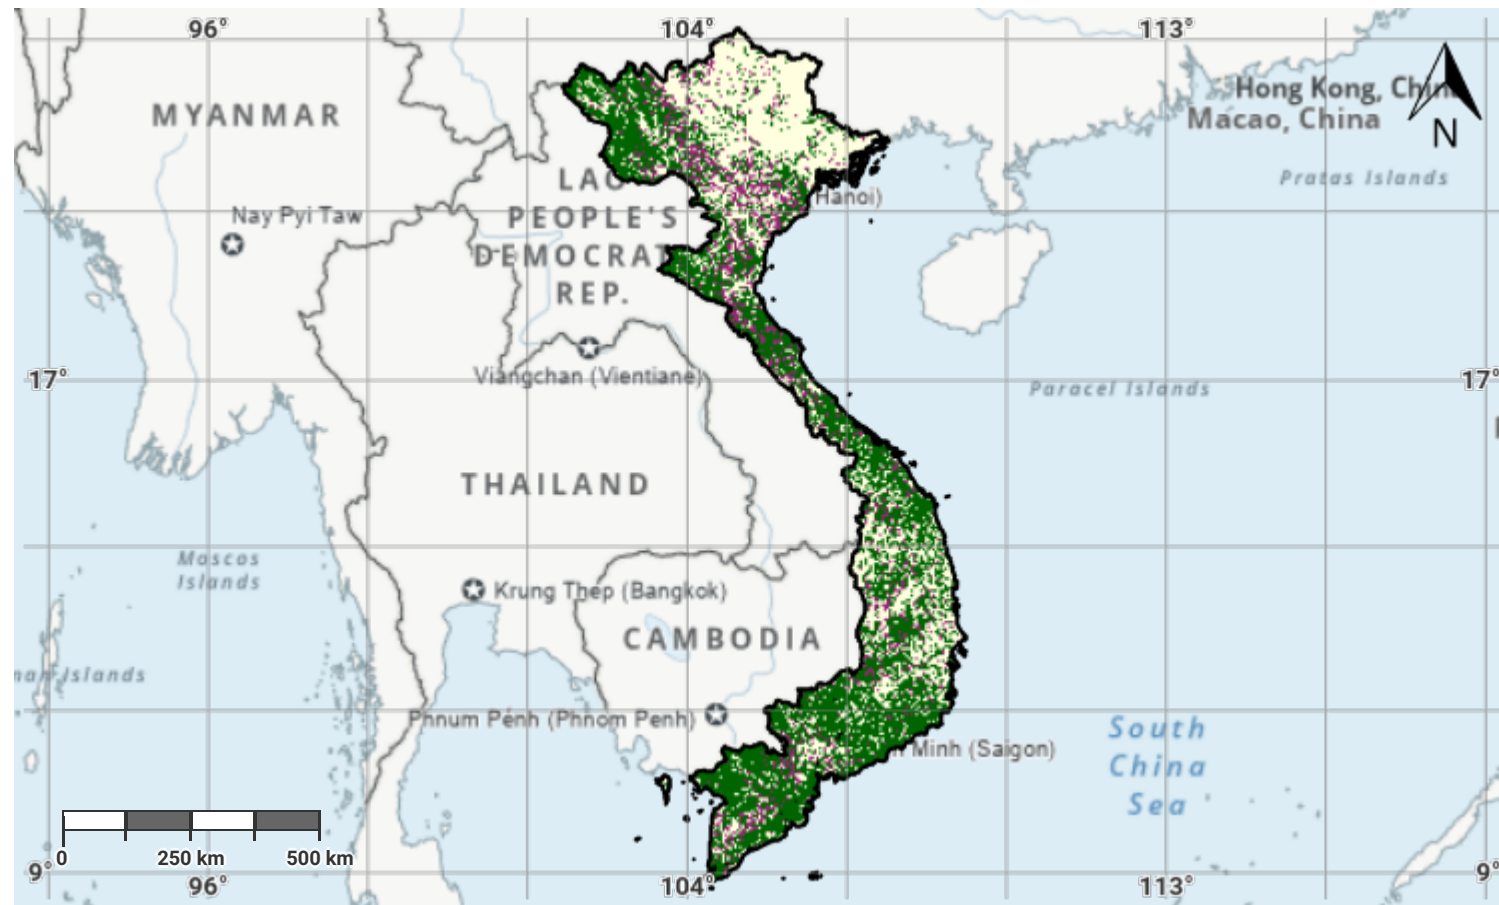 96°
104°
113°
Hong Kong, China
Macao, China
N
MYANMAR
LAO
PEOPLE'S
DEMOCRAT
REP.
Hanoi)
Pratas Islands
Nay Pyi Taw
Viangchan (Vientiane)
17°
17°
Paracel Islands
THAILAND
Moscos
Islands
Krung Thep (Bangkok)
CAMBODIA
Islands
Phnum Pénh (Phnom Penh)
Minh (Saigon)
South
China
Sea
0
250 km
500 km
9°
9°
96°
104°
113°